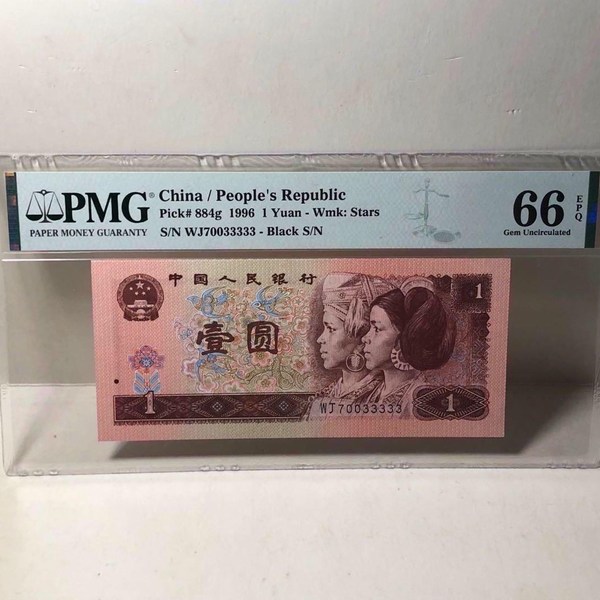 PMG
PAPER MONEY GUARANTY
China / People's Republic
Pick# 884g 1996 1 Yuan - Wmk: Stars
S/N WJ70033333 - Black S/N
66 EPQ
Gem Uncirculated
中国人民银行
1
壹圆
1
WJ70033333
1